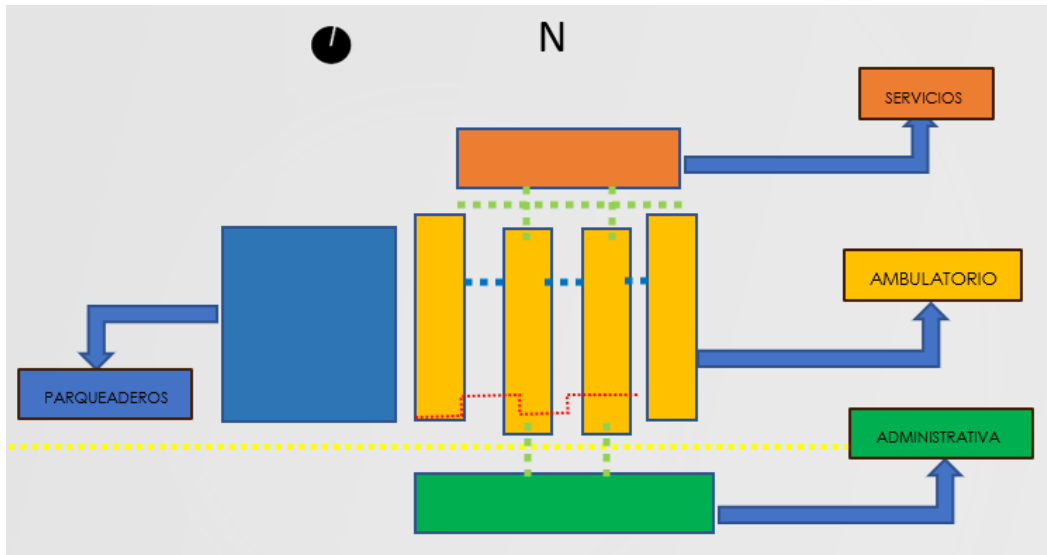 N
SERVICIOS
AMBULATORIO
PARQUEADEROS
ADMINISTRATIVA